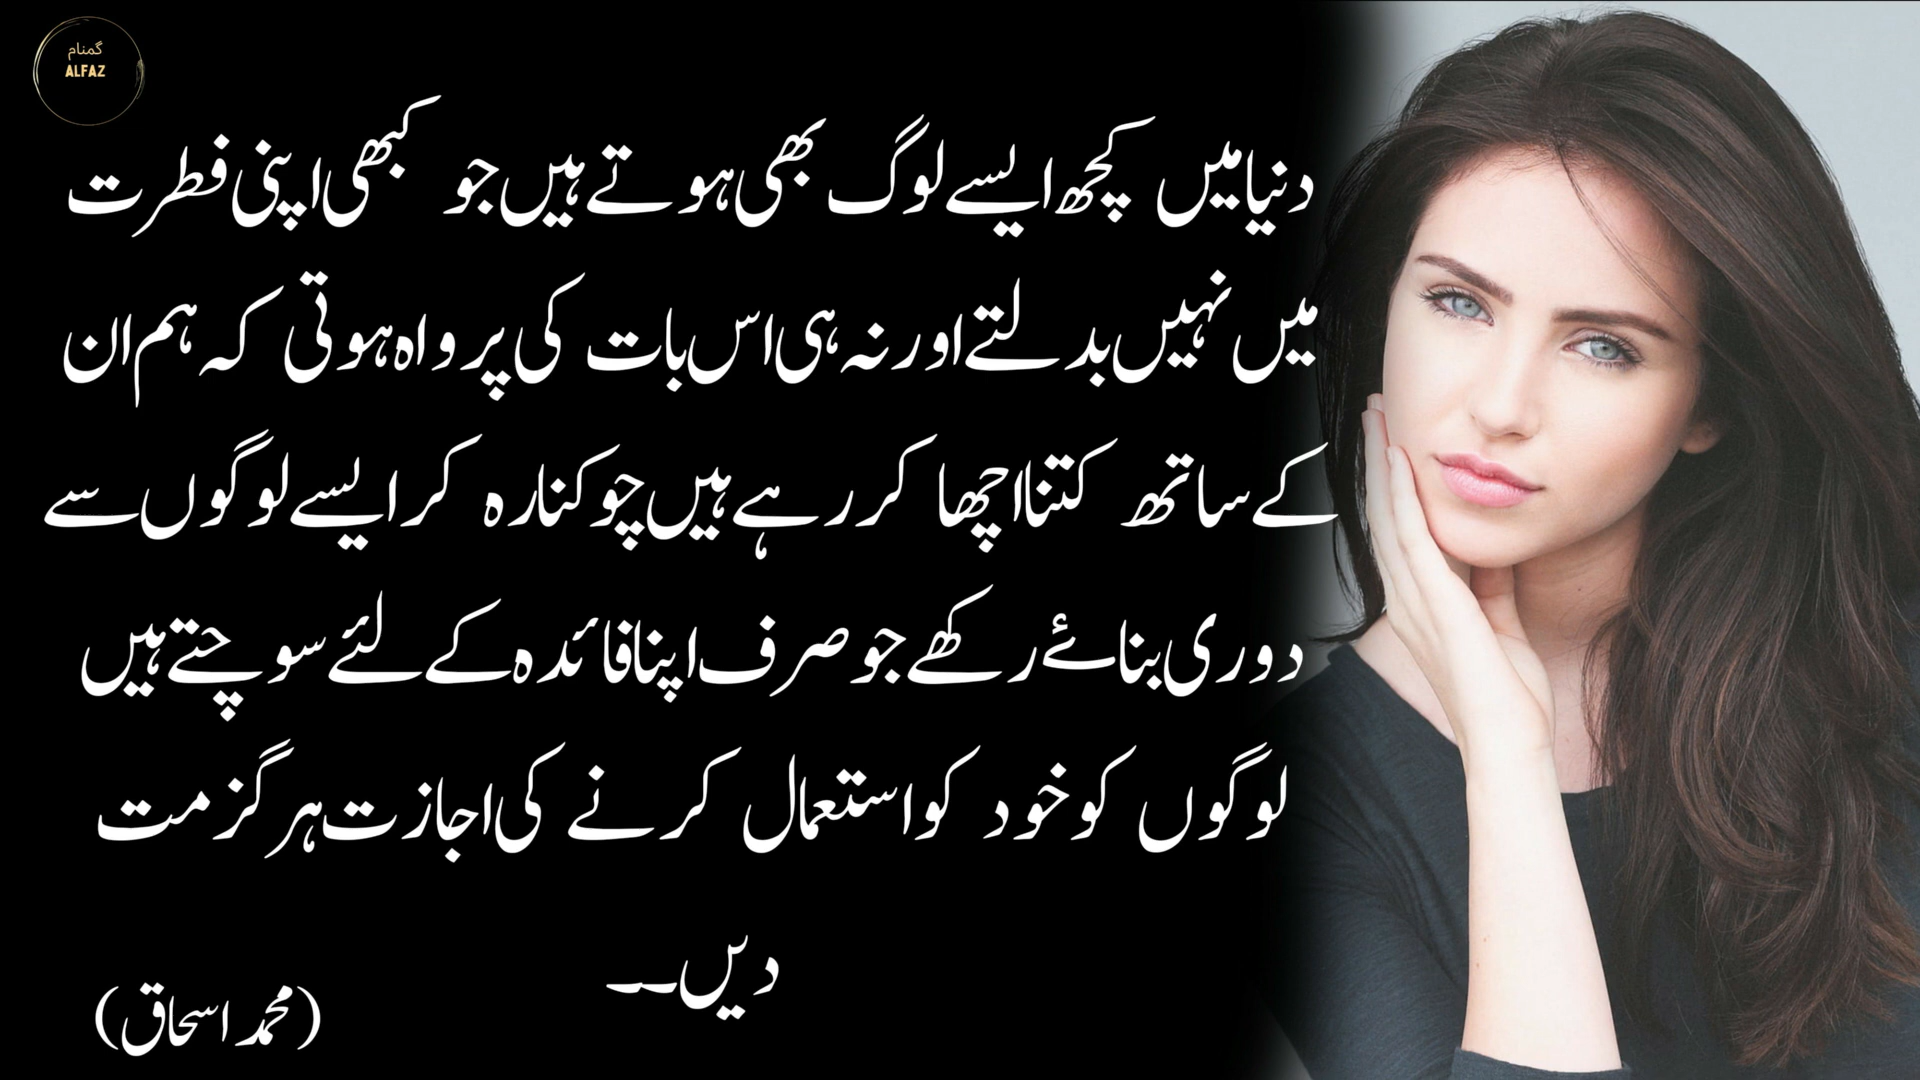 گمنام
ALFAZ
دنیا میں کچھ ایسے لوگ بھی ہوتے ہیں جو کبھی اپنی فطرت
میں نہیں بدلتے اور نہ ہی اس بات کی پرواہ ہوتی کہ ہم ان
کے ساتھ کتنا اچھا کر رہے ہیں چوکنا رہ کر ایسے لوگوں سے
دوری بنائے رکھے جو صرف اپنا فائدہ کے لئے سوچتے ہیں
لوگوں کو خود کو استعمال کرنے کی اجازت ہرگز مت
دیں۔۔
(محمد اسحاق)